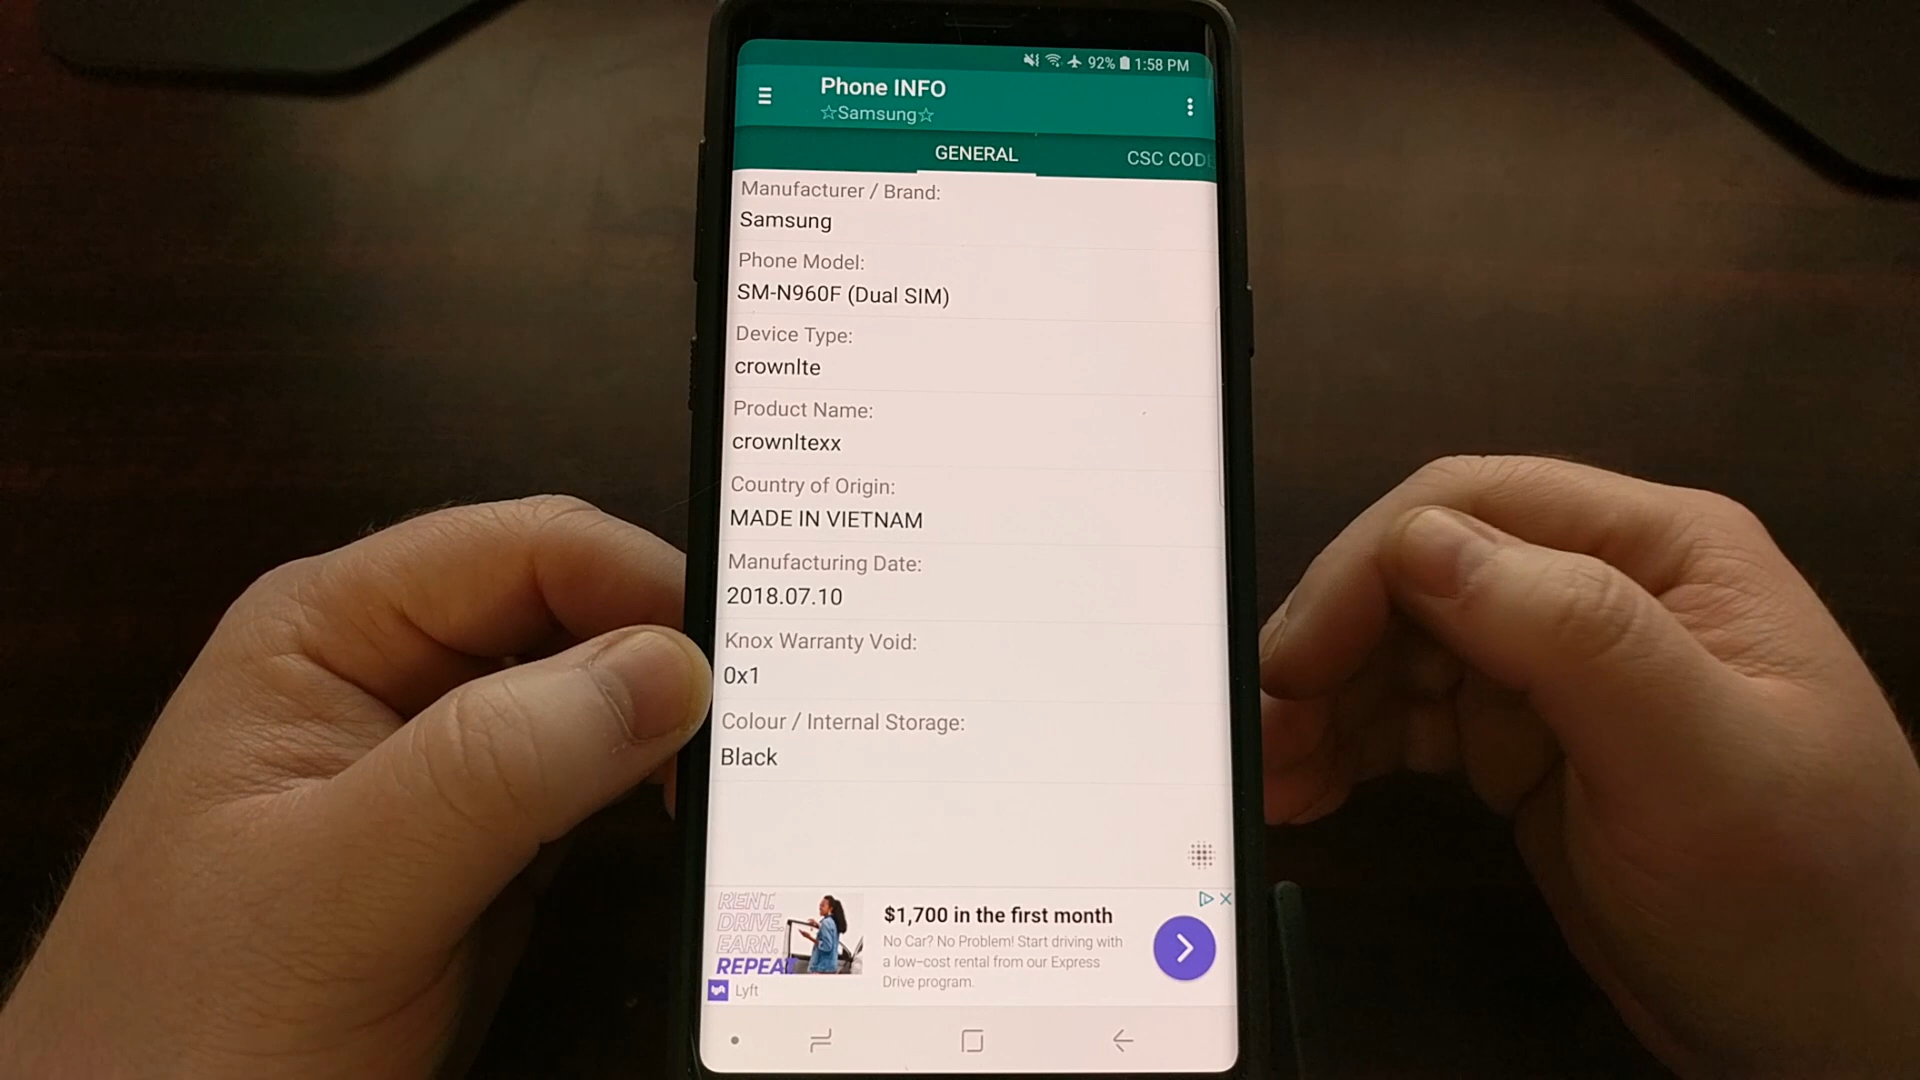 92% 1:58 PM
Phone INFO
☆Samsung☆
GENERAL
CSC COD
Manufacturer / Brand:
Samsung
Phone Model:
SM-N960F (Dual SIM)
Device Type:
crownlte
Product Name:
crownltexx
Country of Origin:
MADE IN VIETNAM
Manufacturing Date:
2018.07.10
Knox Warranty Void:
0x1
Colour / Internal Storage:
Black
RENT.
DRIVE.
EARN.
REPEAT
Lyft
$1,700 in the first month
No Car? No Problem! Start driving with
a low-cost rental from our Express
Drive program.